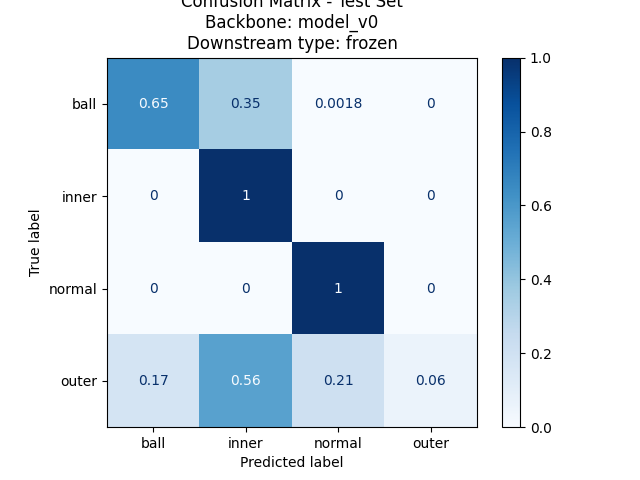 Confusion Matrix - Test Set
Backbone: model_v0
Downstream type: frozen
ball 0.65 0.35 0.0018 0
inner 0 1 0 0
normal 0 0 1 0
outer 0.17 0.56 0.21 0.06
ball inner normal outer
Predicted label
True label
1.0
0.8
0.6
0.4
0.2
0.0